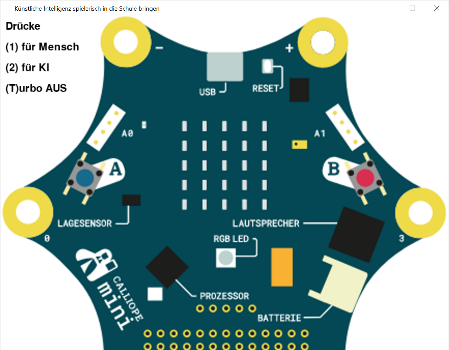 Künstliche Intelligenz spielerisch in die Schule bringen
Drücke
(1) für Mensch
(2) für KI
(T)urbo AUS
− +
USB
RESET
A0
A1
A
B
LAGESENSOR
LAUTSPRECHER
0
3
RGB LED
CALLIOPE
mini
PROZESSOR
BATTERIE